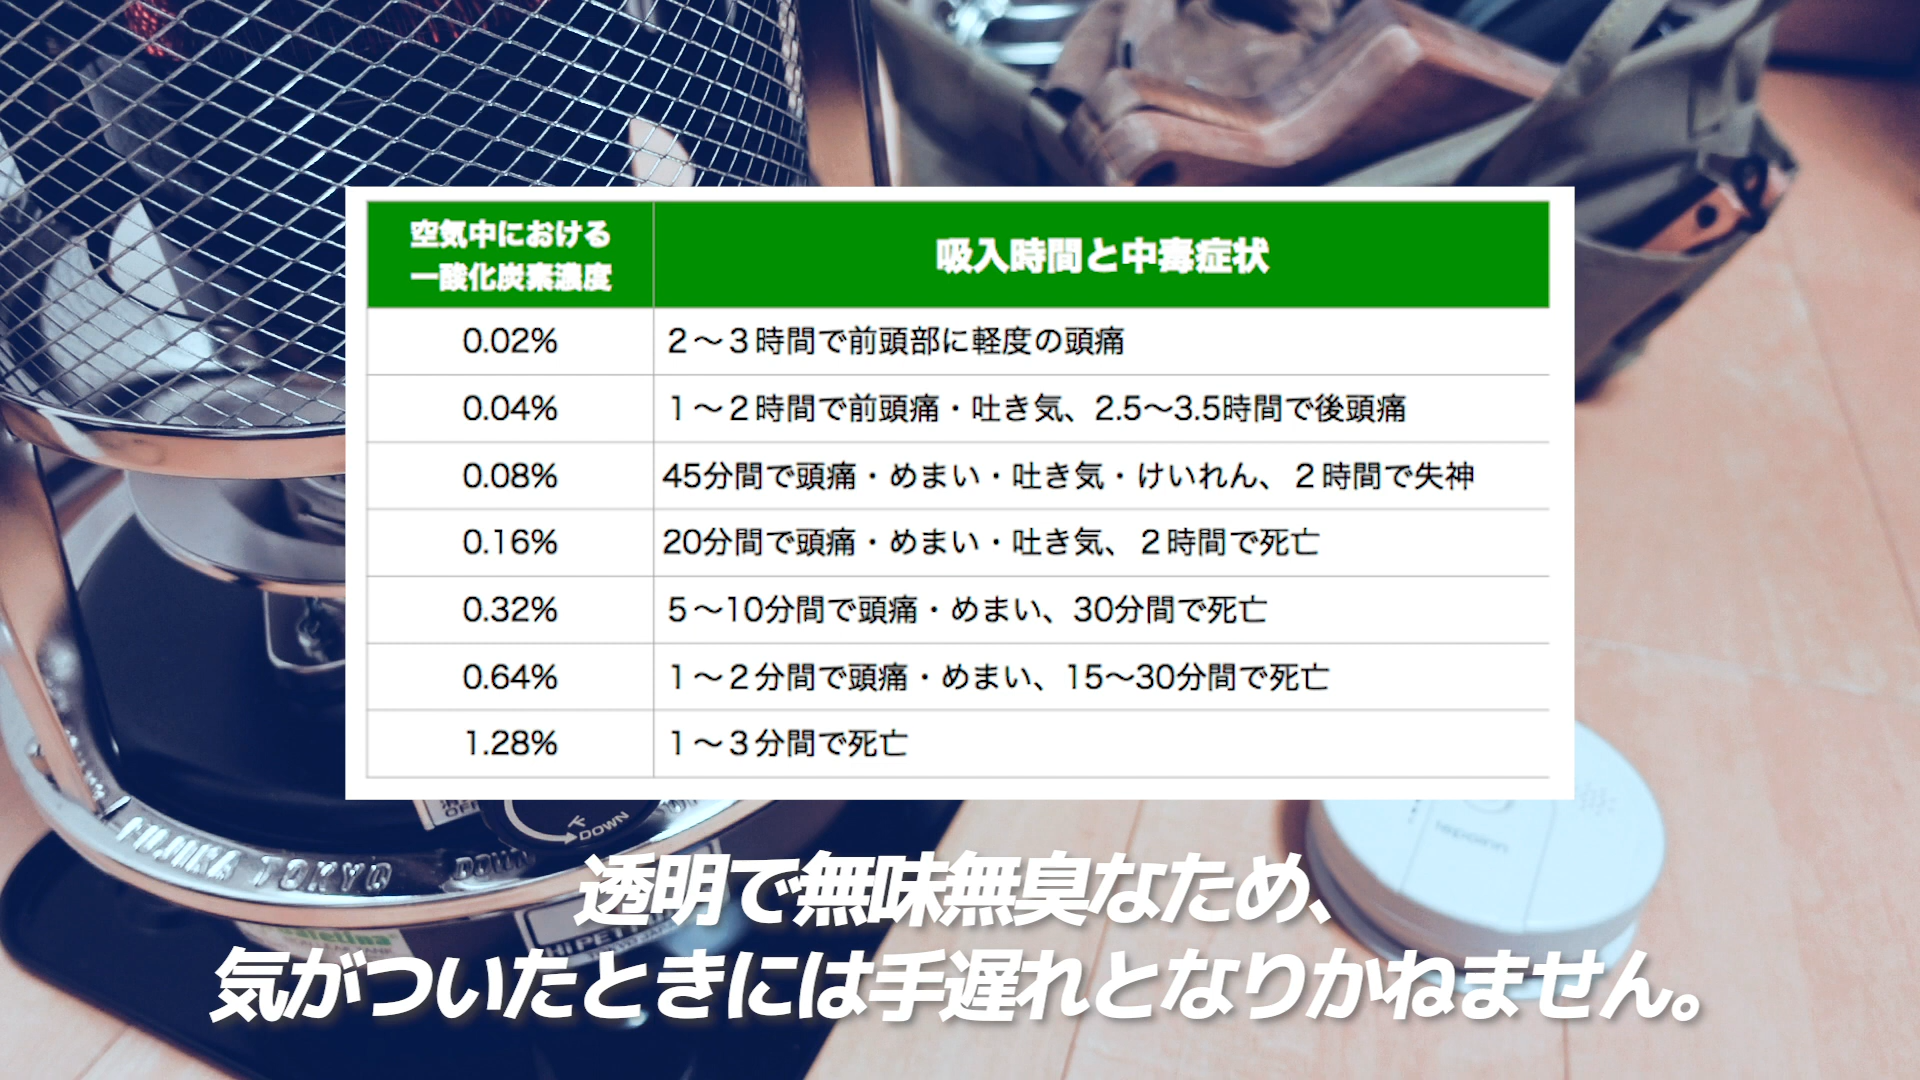 空気中における
一酸化炭素濃度
吸入時間と中毒症状
0.02%
２〜３時間で前頭部に軽度の頭痛
0.04%
１〜２時間で前頭痛・吐き気、2.5〜3.5時間で後頭痛
0.08%
45分間で頭痛・めまい・吐き気・けいれん、２時間で失神
0.16%
20分間で頭痛・めまい・吐き気、２時間で死亡
0.32%
５〜10分間で頭痛・めまい、30分間で死亡
0.64%
１〜２分間で頭痛・めまい、15〜30分間で死亡
1.28%
１〜３分間で死亡
DOWN
FUJIKA TOKYO
DOWN
透明で無味無臭なため、
気がついたときには手遅れとなりかねません。